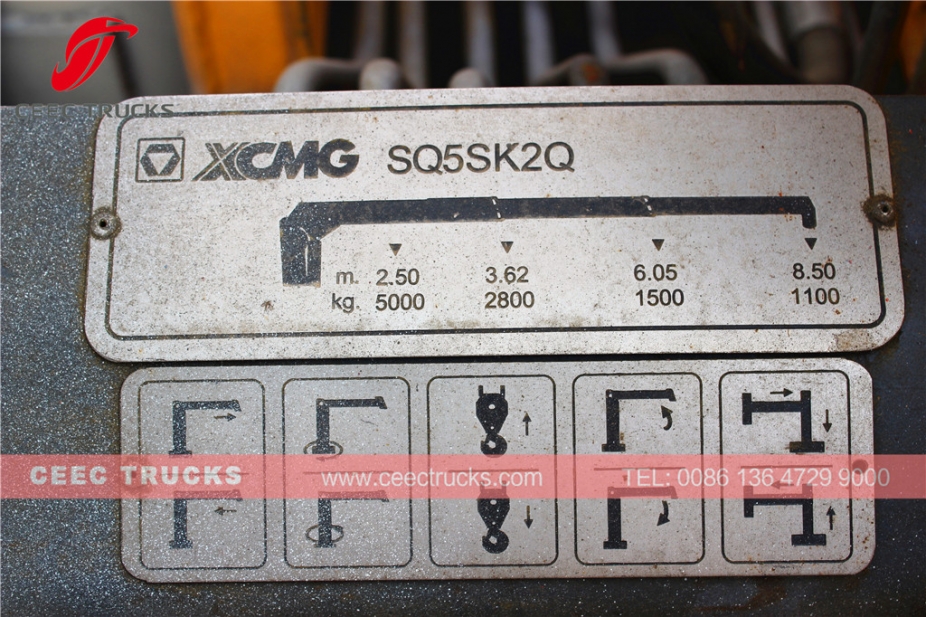 CEEC TRUCKS
XCMG SQ5SK2Q
m. 2.50 3.62 6.05 8.50
kg. 5000 2800 1500 1100
CEEC TRUCKS www.ceectrucks.com TEL: 0086 136 4729 9000